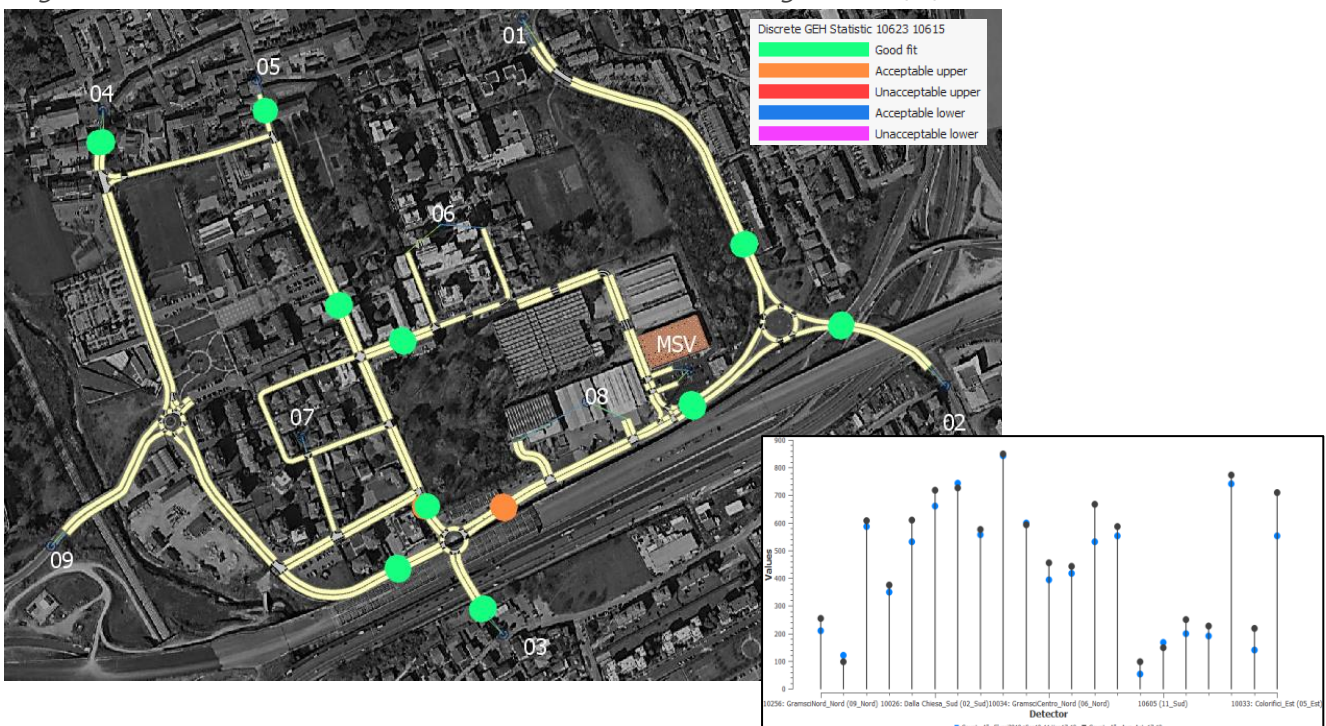 01
Discrete GEH Statistic 10623 10615
Good fit
Acceptable upper
Unacceptable upper
Acceptable lower
Unacceptable lower
05
04
06
MSV
07
08
02
09
03
900
800
700
600
500
400
300
200
100
0
Values
10256: GramsciNord_Nord (09_Nord) 10026: Dalla Chiesa_Sud (02_Sud) 10034: GramsciCentro_Nord (06_Nord) 10605 (11_Sud) 10033: Colorifici_Est (05_Est)
Detector